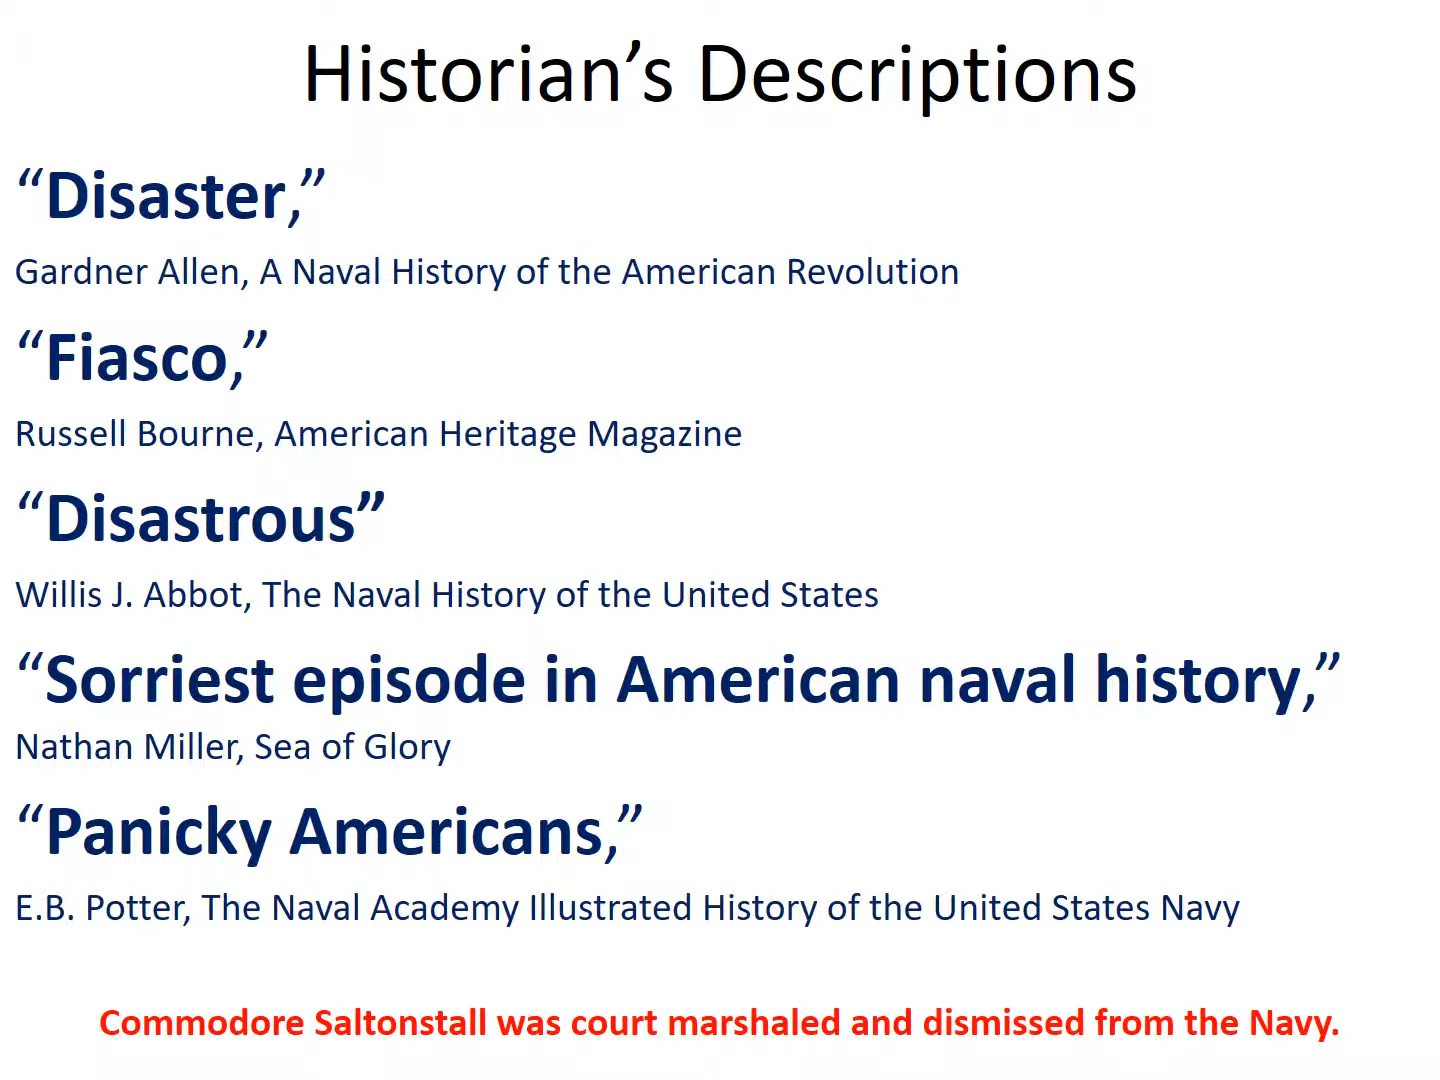 Historian’s Descriptions
“Disaster,”
Gardner Allen, A Naval History of the American Revolution
“Fiasco,”
Russell Bourne, American Heritage Magazine
“Disastrous”
Willis J. Abbot, The Naval History of the United States
“Sorriest episode in American naval history,”
Nathan Miller, Sea of Glory
“Panicky Americans,”
E.B. Potter, The Naval Academy Illustrated History of the United States Navy
Commodore Saltonstall was court marshaled and dismissed from the Navy.